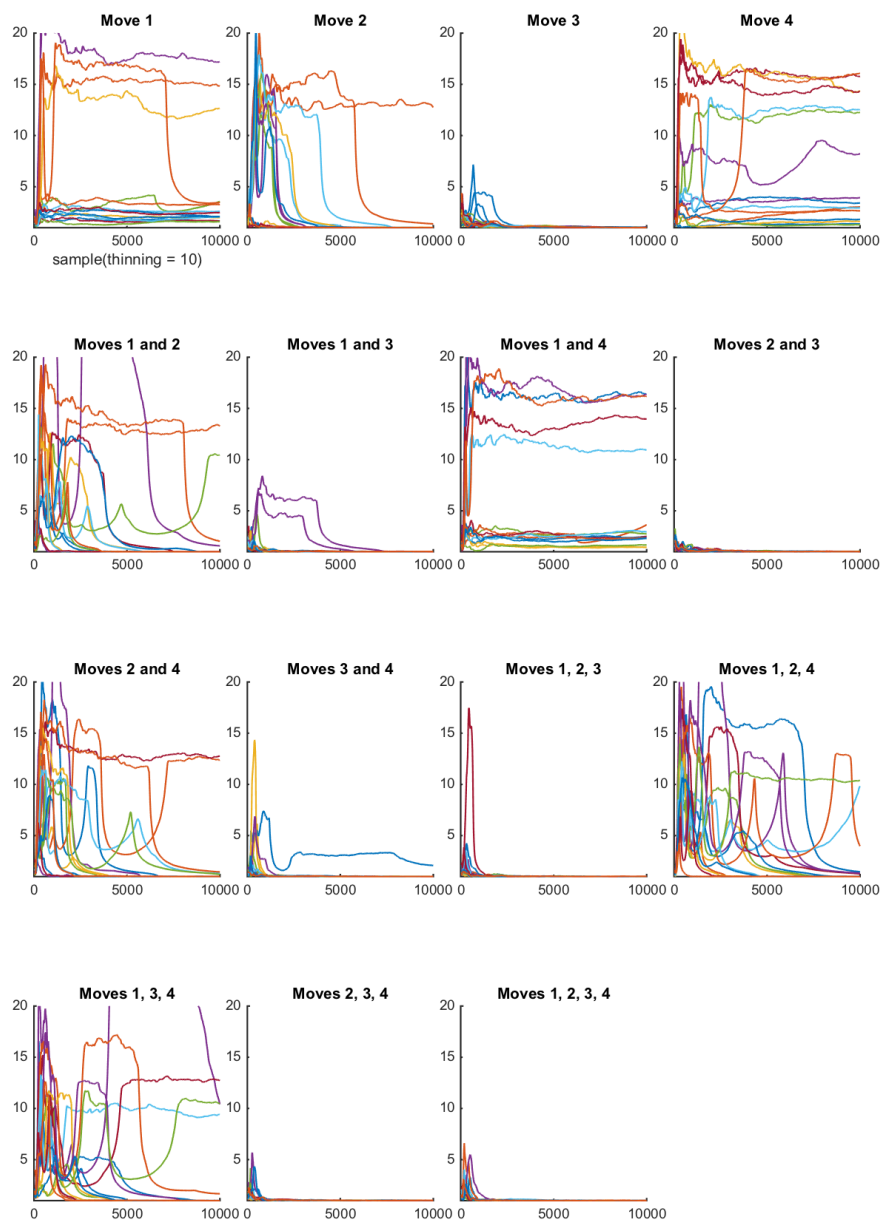 Move 1 Move 2 Move 3 Move 4
20 20 20 20
15 15 15 15
10 10 10 10
5 5 5 5
0 5000 10000 0 5000 10000 0 5000 10000 0 5000 10000
sample(thinning = 10)
Moves 1 and 2 Moves 1 and 3 Moves 1 and 4 Moves 2 and 3
20 20 20 20
15 15 15 15
10 10 10 10
5 5 5 5
0 5000 10000 0 5000 10000 0 5000 10000 0 5000 10000
Moves 2 and 4 Moves 3 and 4 Moves 1, 2, 3 Moves 1, 2, 4
20 20 20 20
15 15 15 15
10 10 10 10
5 5 5 5
0 5000 10000 0 5000 10000 0 5000 10000 0 5000 10000
Moves 1, 3, 4 Moves 2, 3, 4 Moves 1, 2, 3, 4
20 20 20
15 15 15
10 10 10
5 5 5
0 5000 10000 0 5000 10000 0 5000 10000